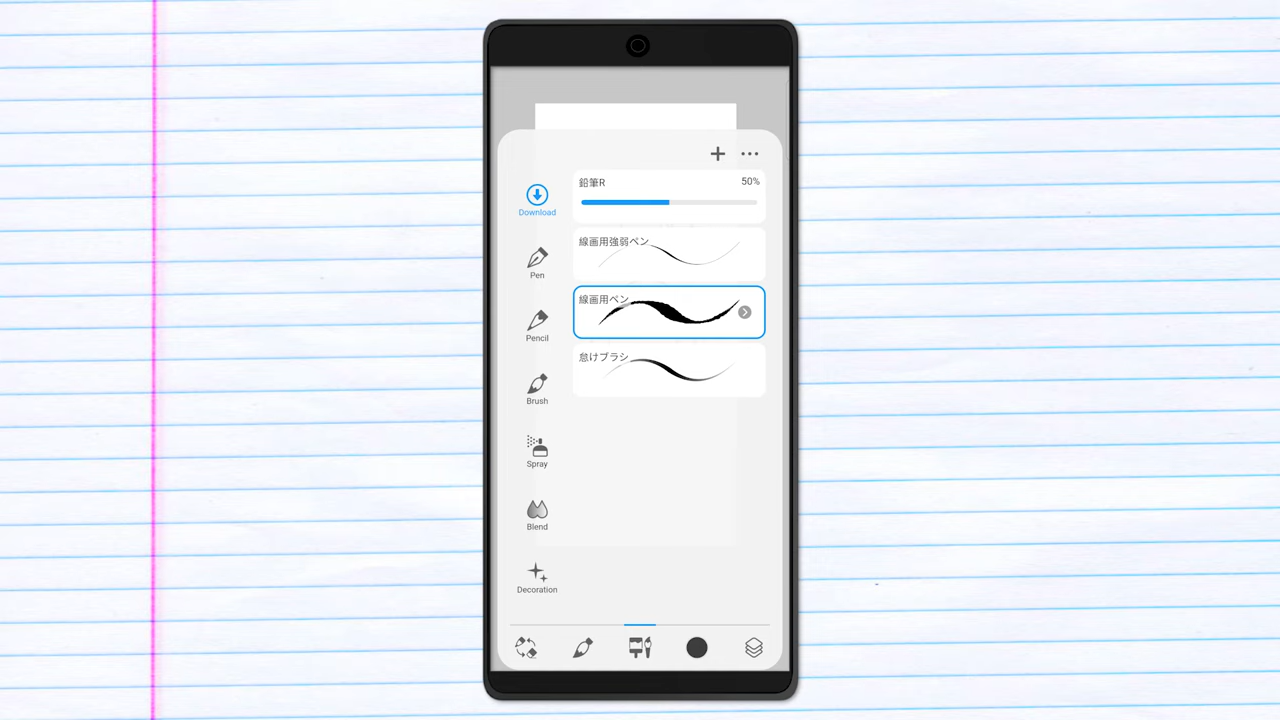 鉛筆R 50%
Download
線画用強弱ペン
Pen
線画用ペン
Pencil
怠けブラシ
Brush
Spray
Blend
Decoration